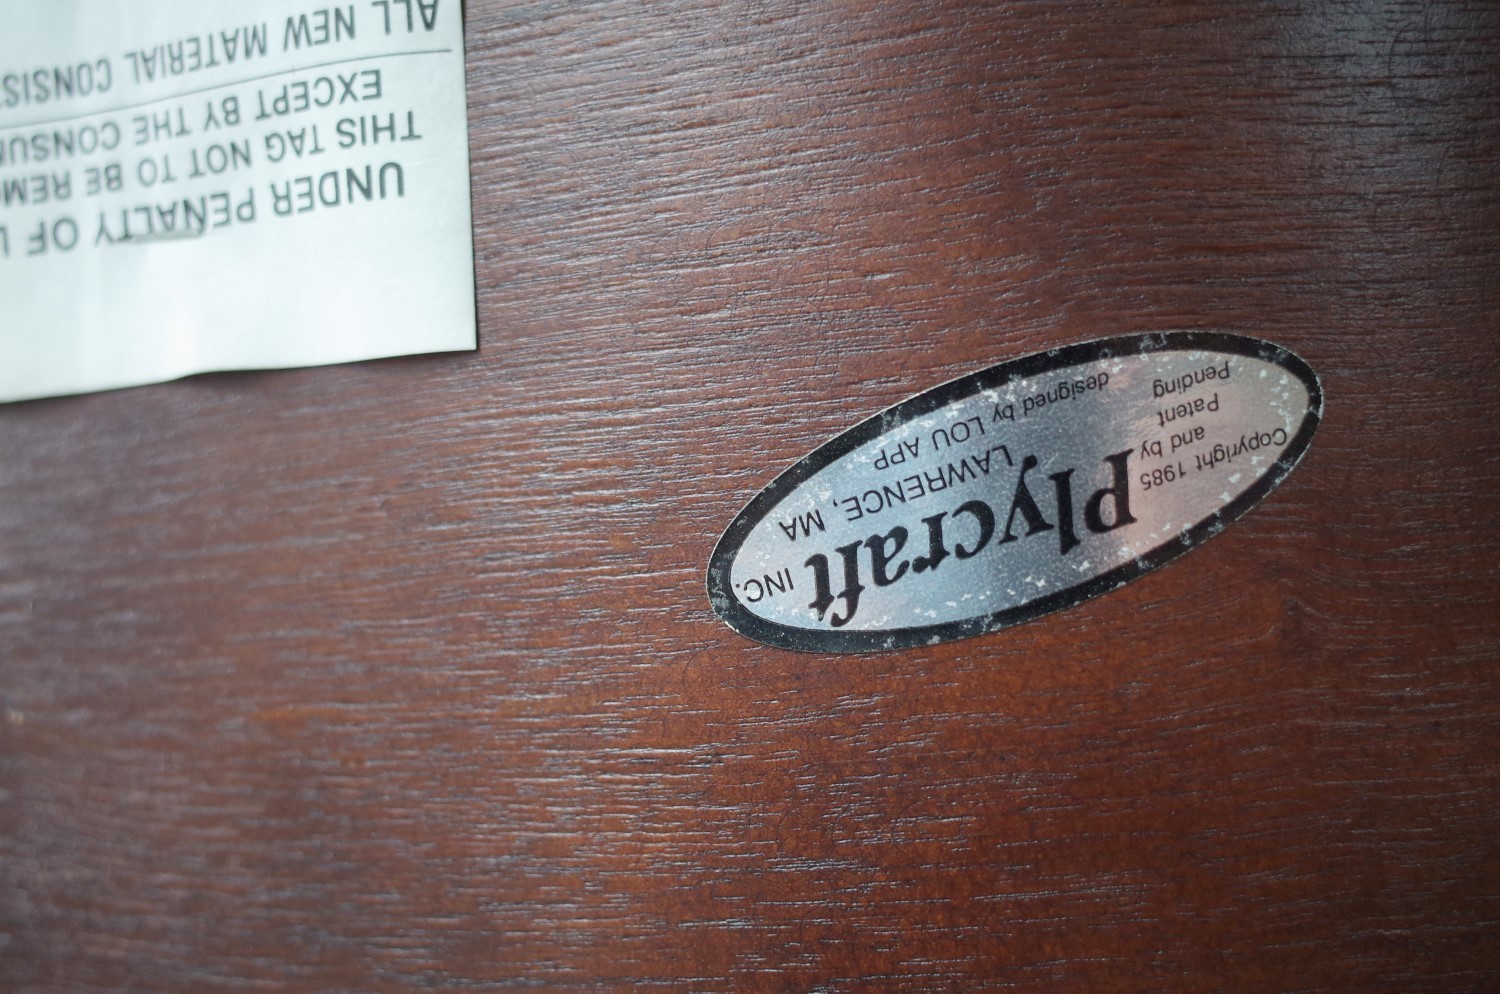 UNDER PENALTY OF L
THIS TAG NOT TO BE REM
EXCEPT BY THE CONSUM
ALL NEW MATERIAL CONSIS
Copyright 1985
and by
Patent
Pending
Plycraft INC.
LAWRENCE, MA
designed by LOU APP